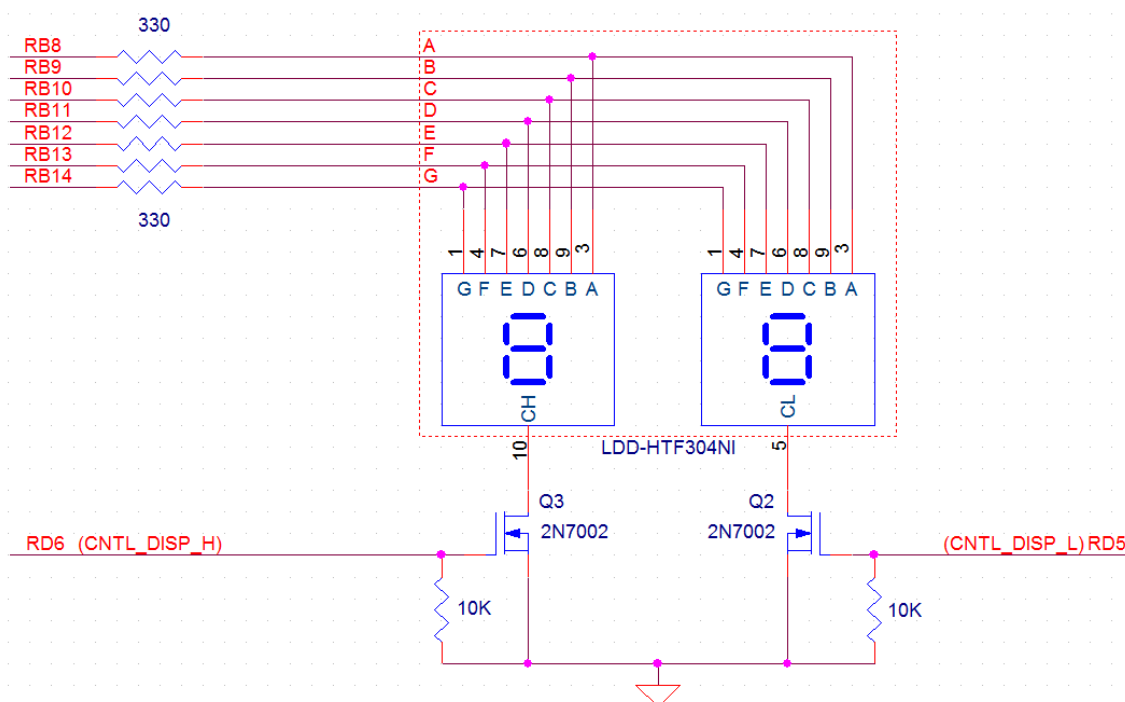 330
RB8 A
RB9 B
RB10 C
RB11 D
RB12 E
RB13 F
RB14 G
330
1 4 7 6 8 9 3 1 4 7 6 8 9 3
G F E D C B A G F E D C B A
CH CL
LDD-HTF304NI
10 5
Q3 Q2
2N7002 2N7002
RD6 (CNTL_DISP_H) (CNTL_DISP_L) RD5
10K 10K